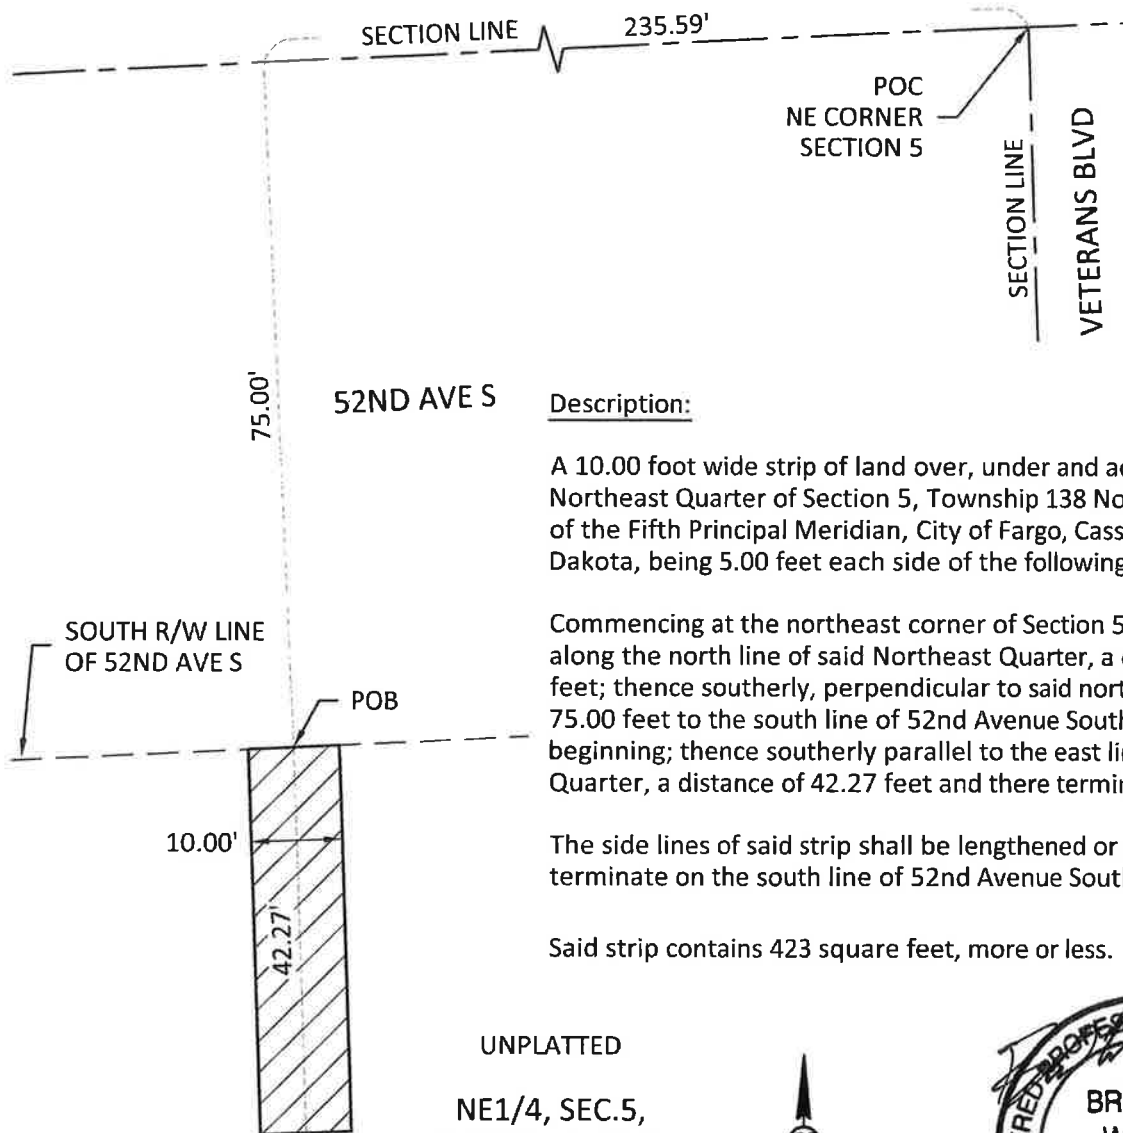 SECTION LINE
235.59'
POC
NE CORNER
SECTION 5
SECTION LINE
VETERANS BLVD
75.00'
52ND AVE S
Description:
A 10.00 foot wide strip of land over, under and
Northeast Quarter of Section 5, Township 138
of the Fifth Principal Meridian, City of Fargo, Cass
Dakota, being 5.00 feet each side of the following
Commencing at the northeast corner of Section 5
along the north line of said Northeast Quarter, a
feet; thence southerly, perpendicular to said
75.00 feet to the south line of 52nd Avenue South
beginning; thence southerly parallel to the east
Quarter, a distance of 42.27 feet and there
The side lines of said strip shall be lengthened or
terminate on the south line of 52nd Avenue
Said strip contains 423 square feet, more or less.
SOUTH R/W LINE
OF 52ND AVE S
POB
10.00'
42.27'
UNPLATTED
NE1/4, SEC.5,
BR